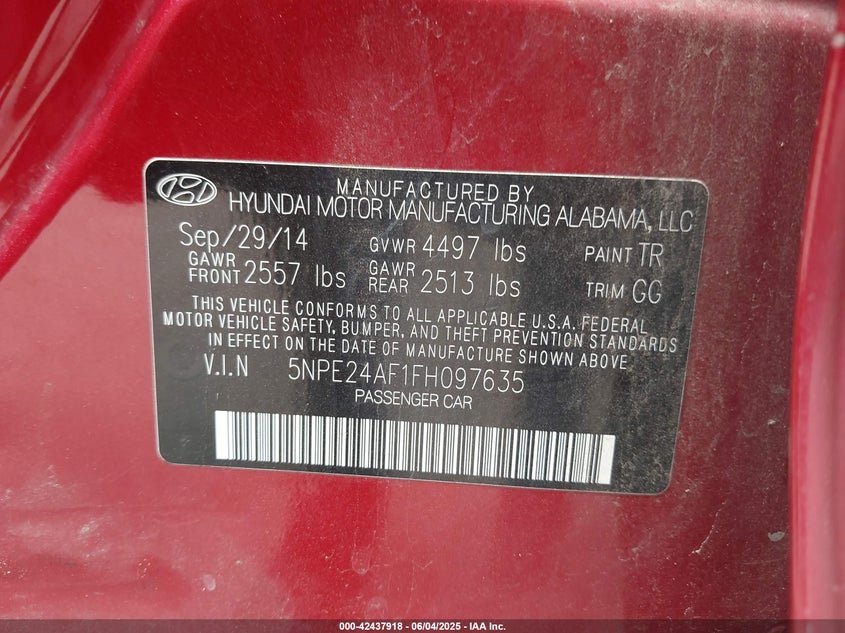 MANUFACTURED BY
HYUNDAI MOTOR MANUFACTURING ALABAMA, LLC
Sep/29/14 GVWR 4497 lbs PAINT TR
GAWR FRONT 2557 lbs GAWR REAR 2513 lbs TRIM GG
THIS VEHICLE CONFORMS TO ALL APPLICABLE U.S.A. FEDERAL
MOTOR VEHICLE SAFETY, BUMPER, AND THEFT PREVENTION STANDARDS
IN EFFECT ON THE DATE OF MANUFACTURE SHOWN ABOVE.
V.I.N 5NPE24AF1FH097635
PASSENGER CAR
000-42437918 - 06/04/2025 - IAA Inc.